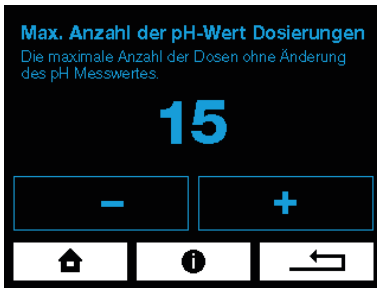 Max. Anzahl der pH-Wert Dosierungen
Die maximale Anzahl der Dosen ohne Änderung
des pH Messwertes.
15
− +
i